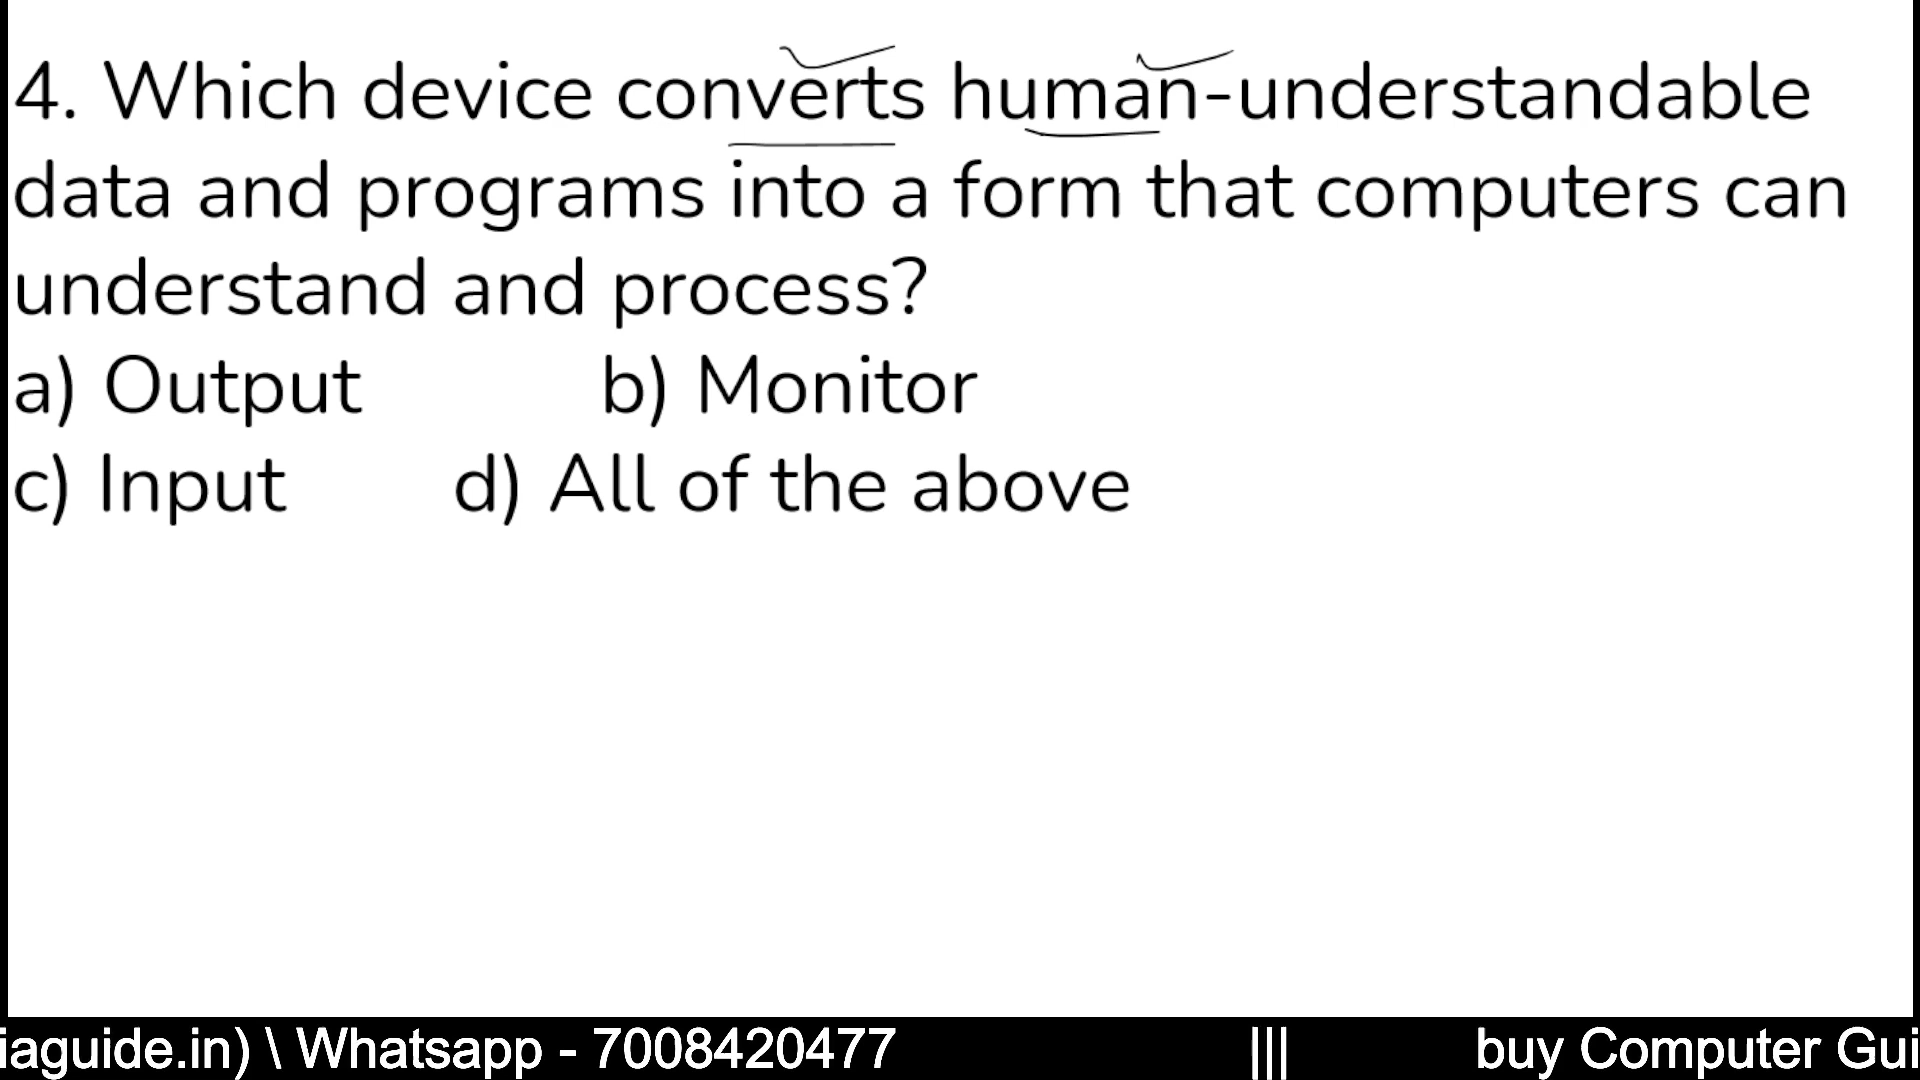 4. Which device converts human-understandable
data and programs into a form that computers can
understand and process?
a) Output b) Monitor
c) Input d) All of the above
iaguide.in) \ Whatsapp - 7008420477 ||| buy Computer Gui